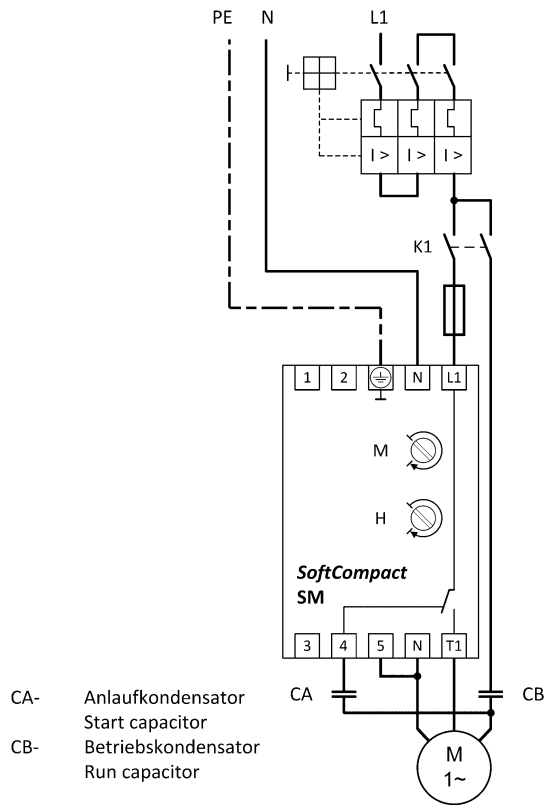 PE N L1
I > I > I >
K1
1 2 N L1
M
H
SoftCompact
SM
3 4 5 N T1
CA CB
CA- Anlaufkondensator
Start capacitor
CB- Betriebskondensator
Run capacitor
M
1~